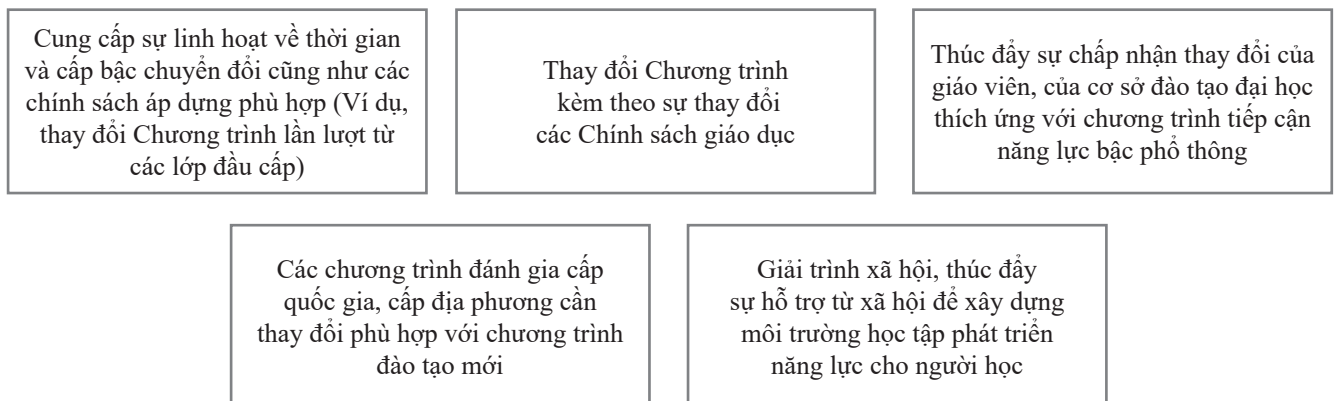 Cung cấp sự linh hoạt về thời gian
và cấp bậc chuyển đổi cũng như các
chính sách áp dụng phù hợp (Ví dụ,
thay đổi Chương trình lần lượt từ
các lớp đầu cấp)
Thay đổi Chương trình
kèm theo sự thay đổi
các Chính sách giáo dục
Thúc đẩy sự chấp nhận thay đổi của
giáo viên, của cơ sở đào tạo đại học
thích ứng với chương trình tiếp cận
năng lực bậc phổ thông
Các chương trình đánh gia cấp
quốc gia, cấp địa phương cần
thay đổi phù hợp với chương trình
đào tạo mới
Giải trình xã hội, thúc đẩy
sự hỗ trợ từ xã hội để xây dựng
môi trường học tập phát triển
năng lực cho người học